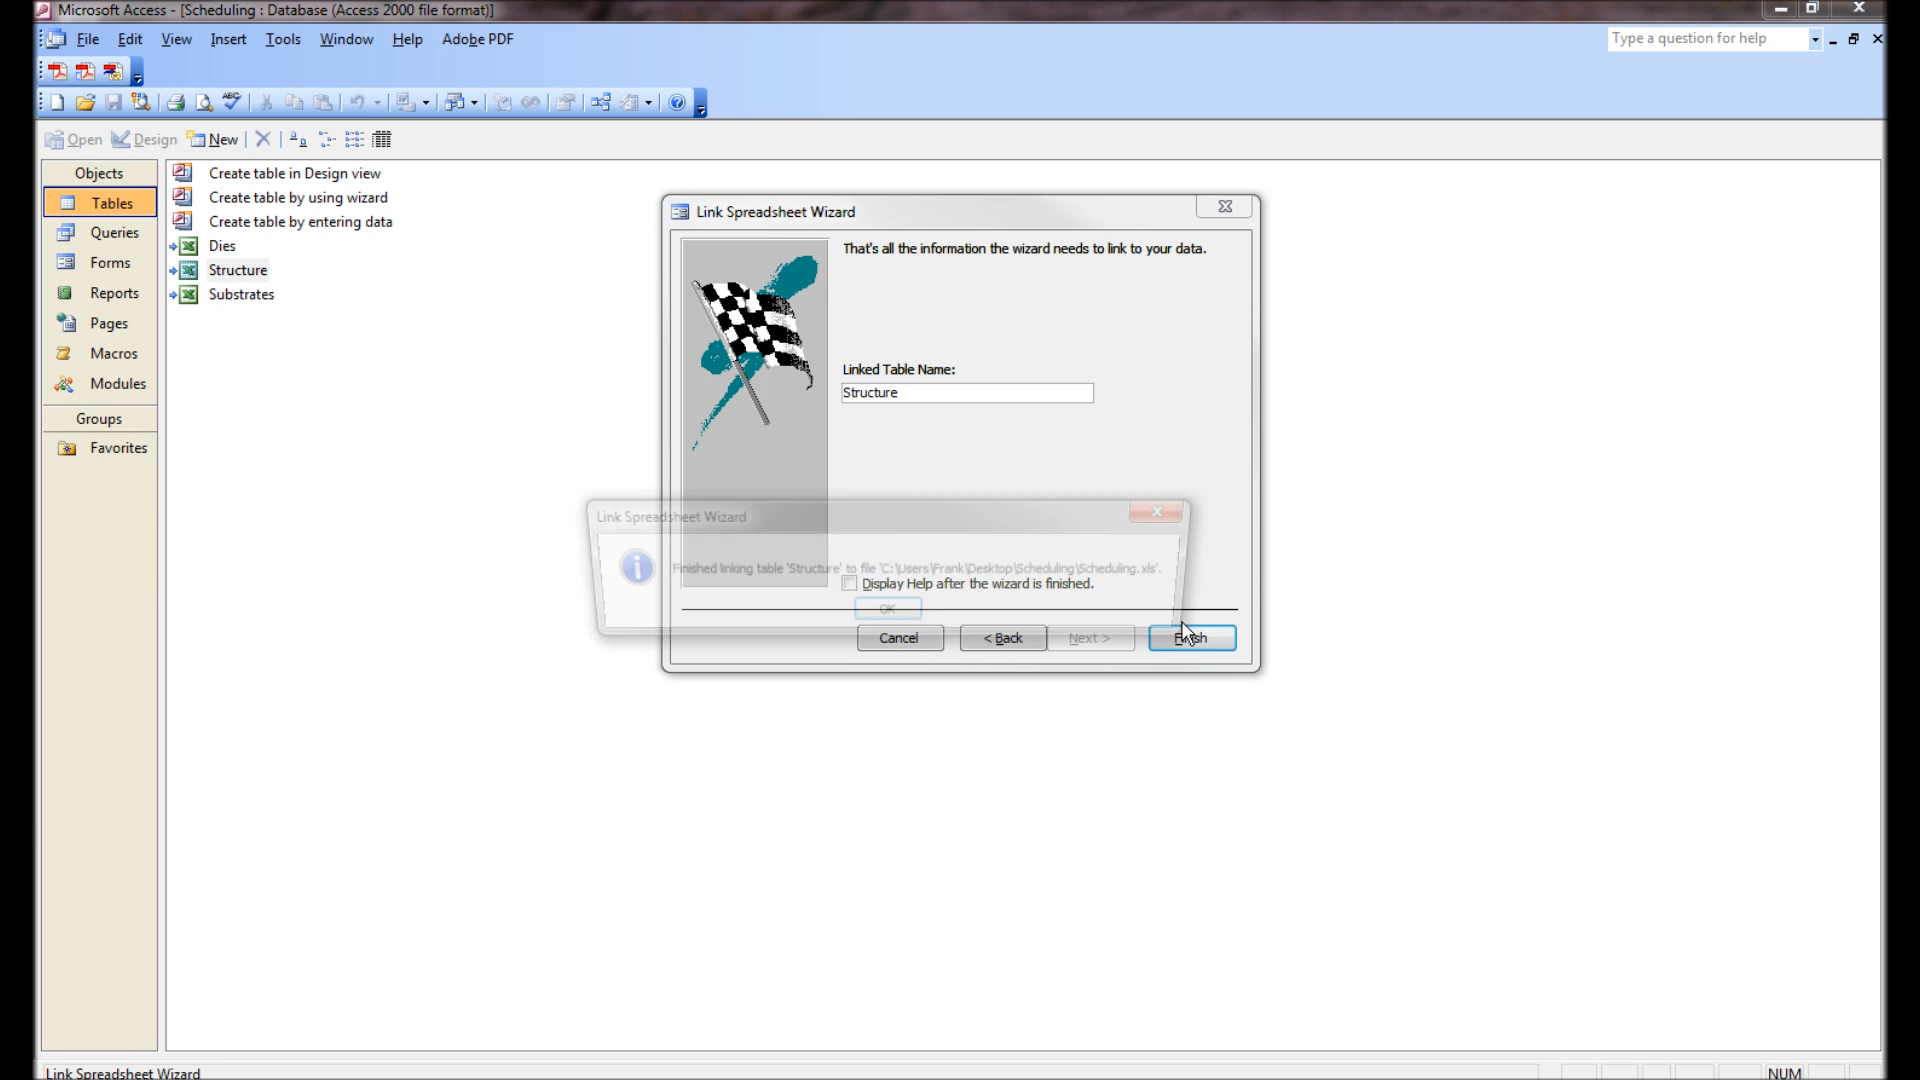 Microsoft Access - [Scheduling : Database (Access 2000 file format)]
File Edit View Insert Tools Window Help Adobe PDF
Type a question for help
Open Design New
Objects
Tables
Queries
Forms
Reports
Pages
Macros
Modules
Groups
Favorites
Create table in Design view
Create table by using wizard
Create table by entering data
Dies
Structure
Substrates
Link Spreadsheet Wizard
That's all the information the wizard needs to link to your data.
Linked Table Name:
Structure
Link Spreadsheet Wizard
Finished linking table 'Structure' to file 'C:\Users\Frank\Desktop\Scheduling\Scheduling.xls'.
Display Help after the wizard is finished.
OK
Cancel < Back Next > Finish
Link Spreadsheet Wizard
NUM